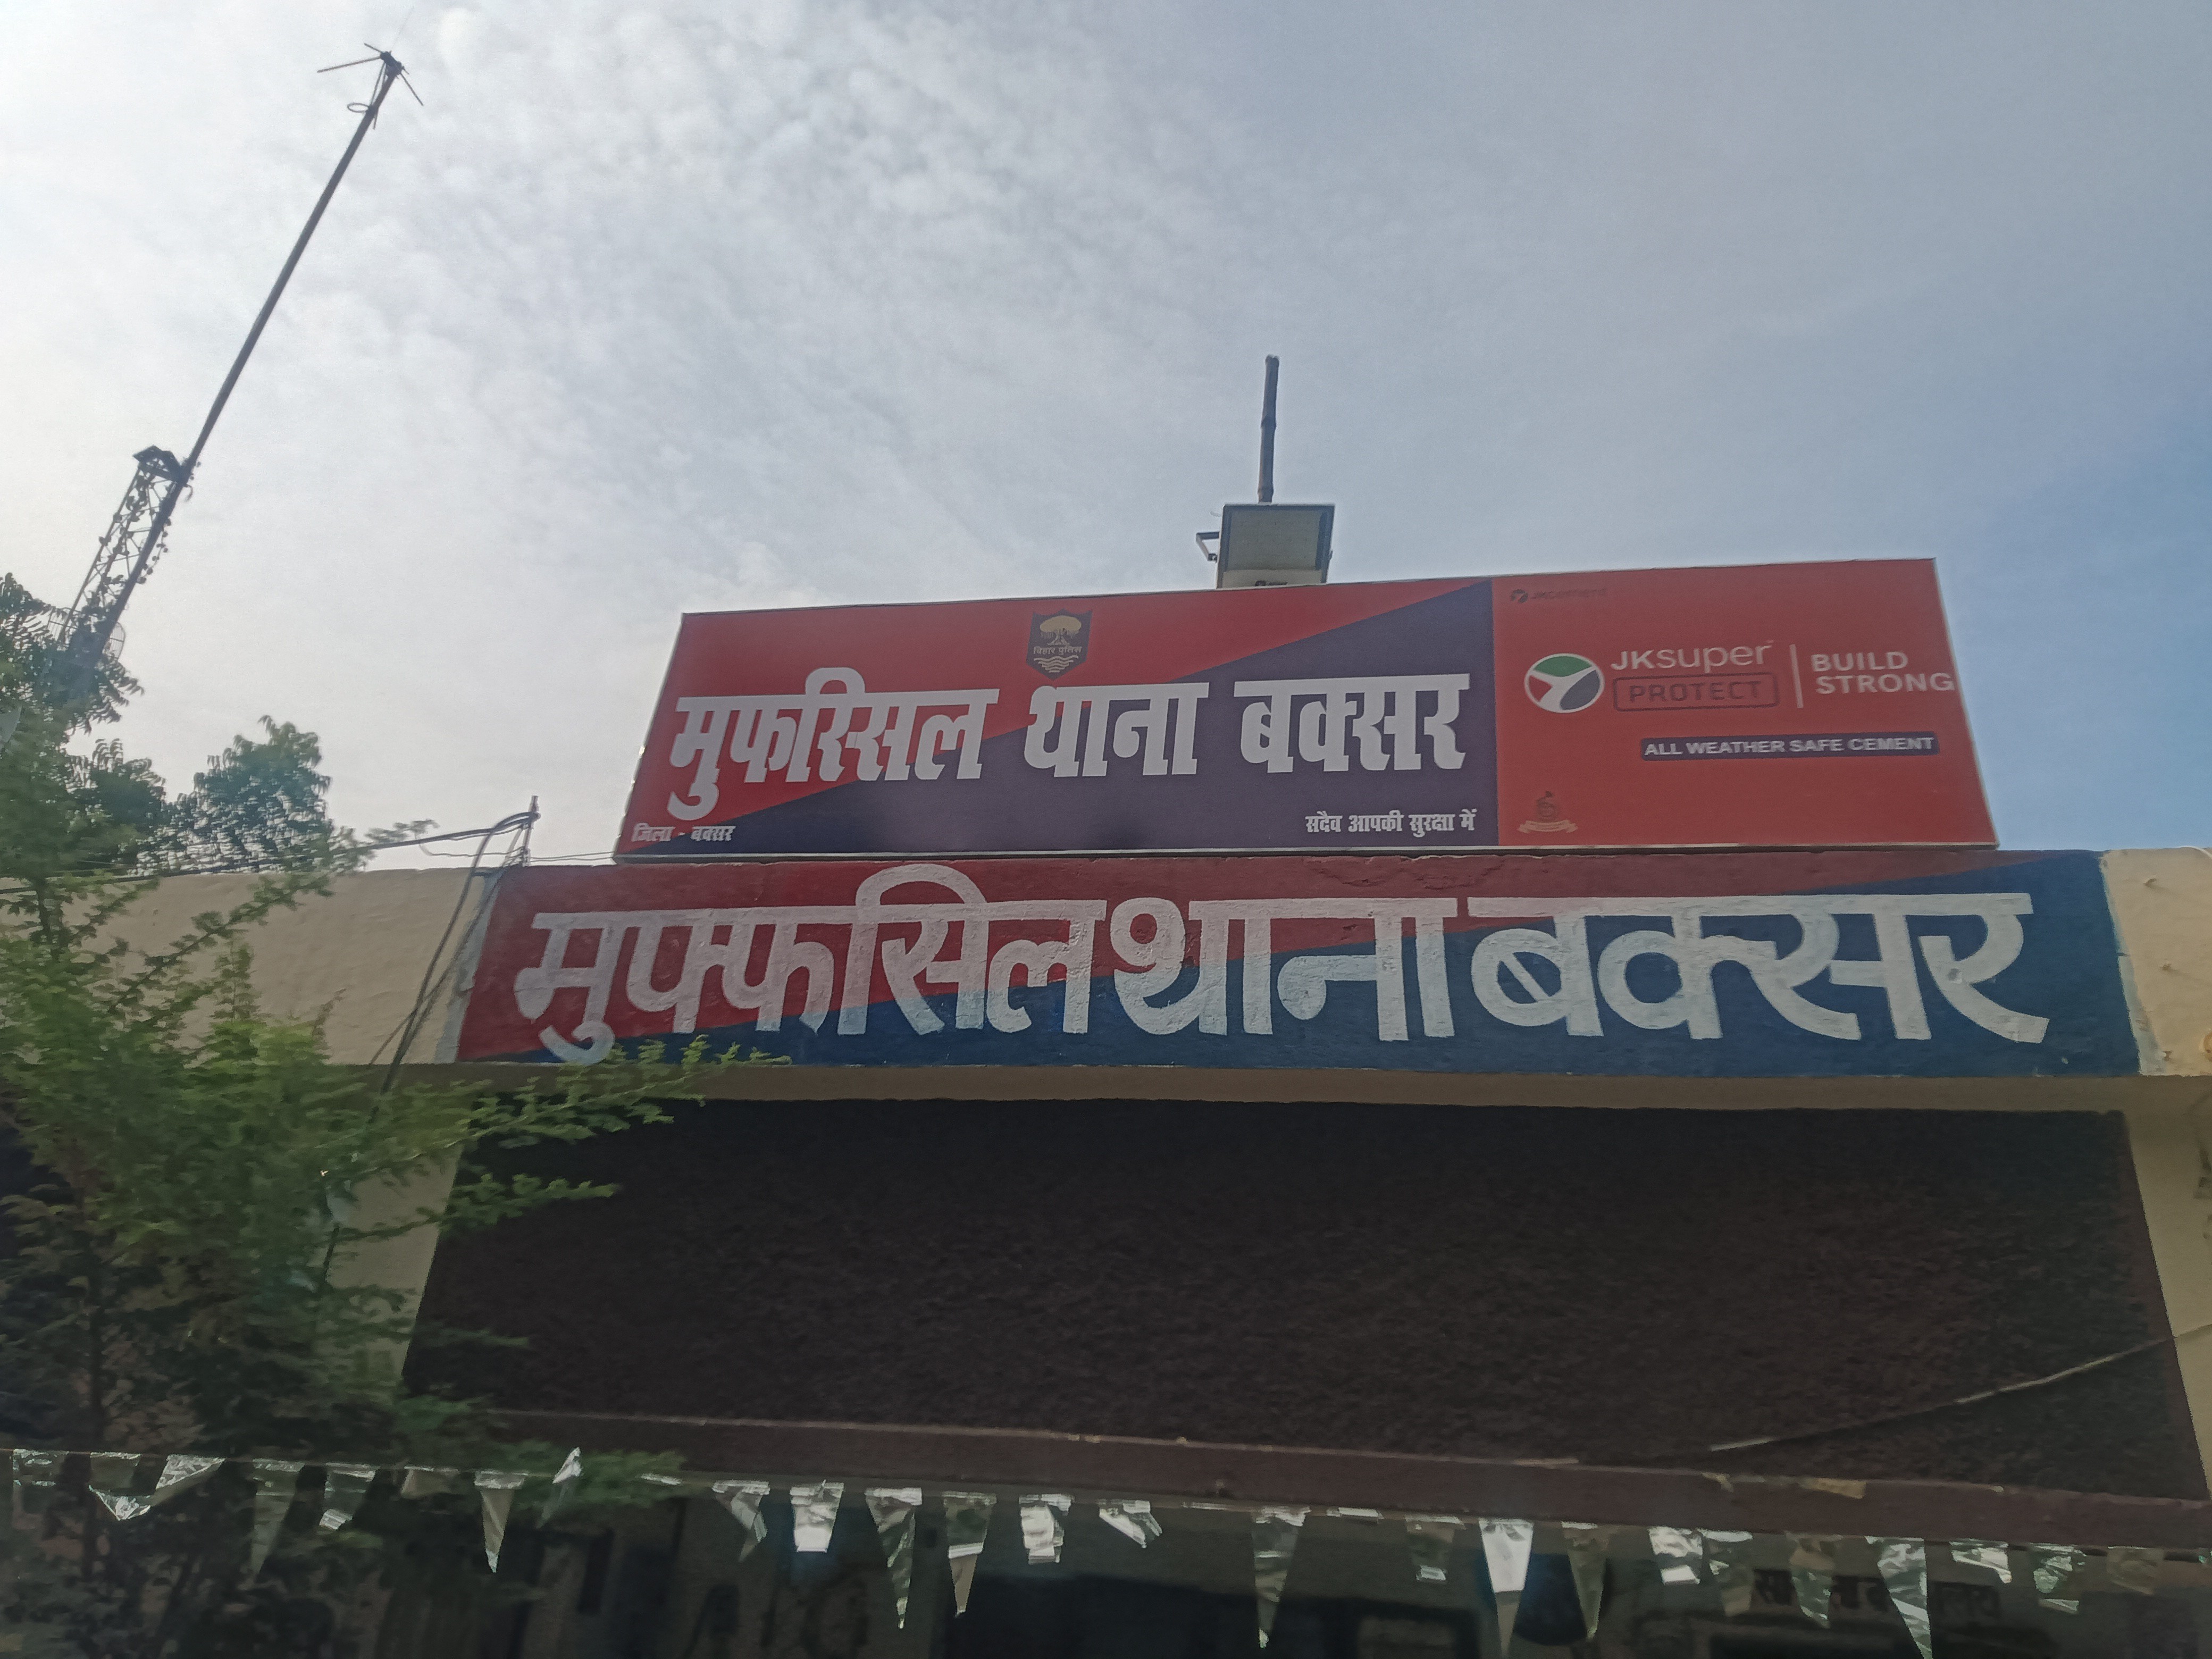 बिहार पुलिस
मुफस्सिल थाना बक्सर
जिला - बक्सर
सदैव आपकी सुरक्षा में
JKcement
JKsuper
PROTECT
BUILD
STRONG
ALL WEATHER SAFE CEMENT
मुफ्फसिल थाना बक्सर